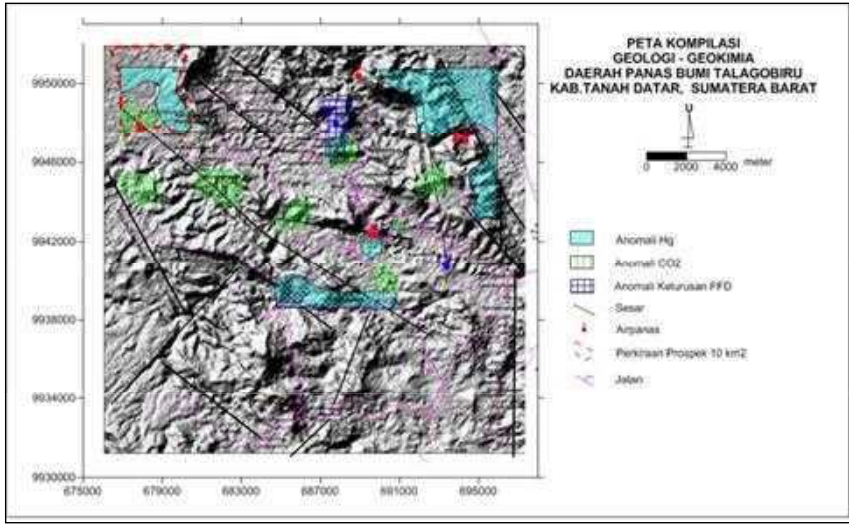 PETA KOMPILASI
GEOLOGI - GEOKIMIA
DAERAH PANAS BUMI TALAGOBIRU
KAB.TANAH DATAR, SUMATERA BARAT
U
0 2000 4000 meter
Anomali Hg
Anomali CO2
Anomali Kelurusan FFD
Sesar
Airpanas
Perkiraan Prospek 10 km2
Jalan
9950000
9946000
9942000
9938000
9934000
9930000
675000 679000 683000 687000 691000 695000